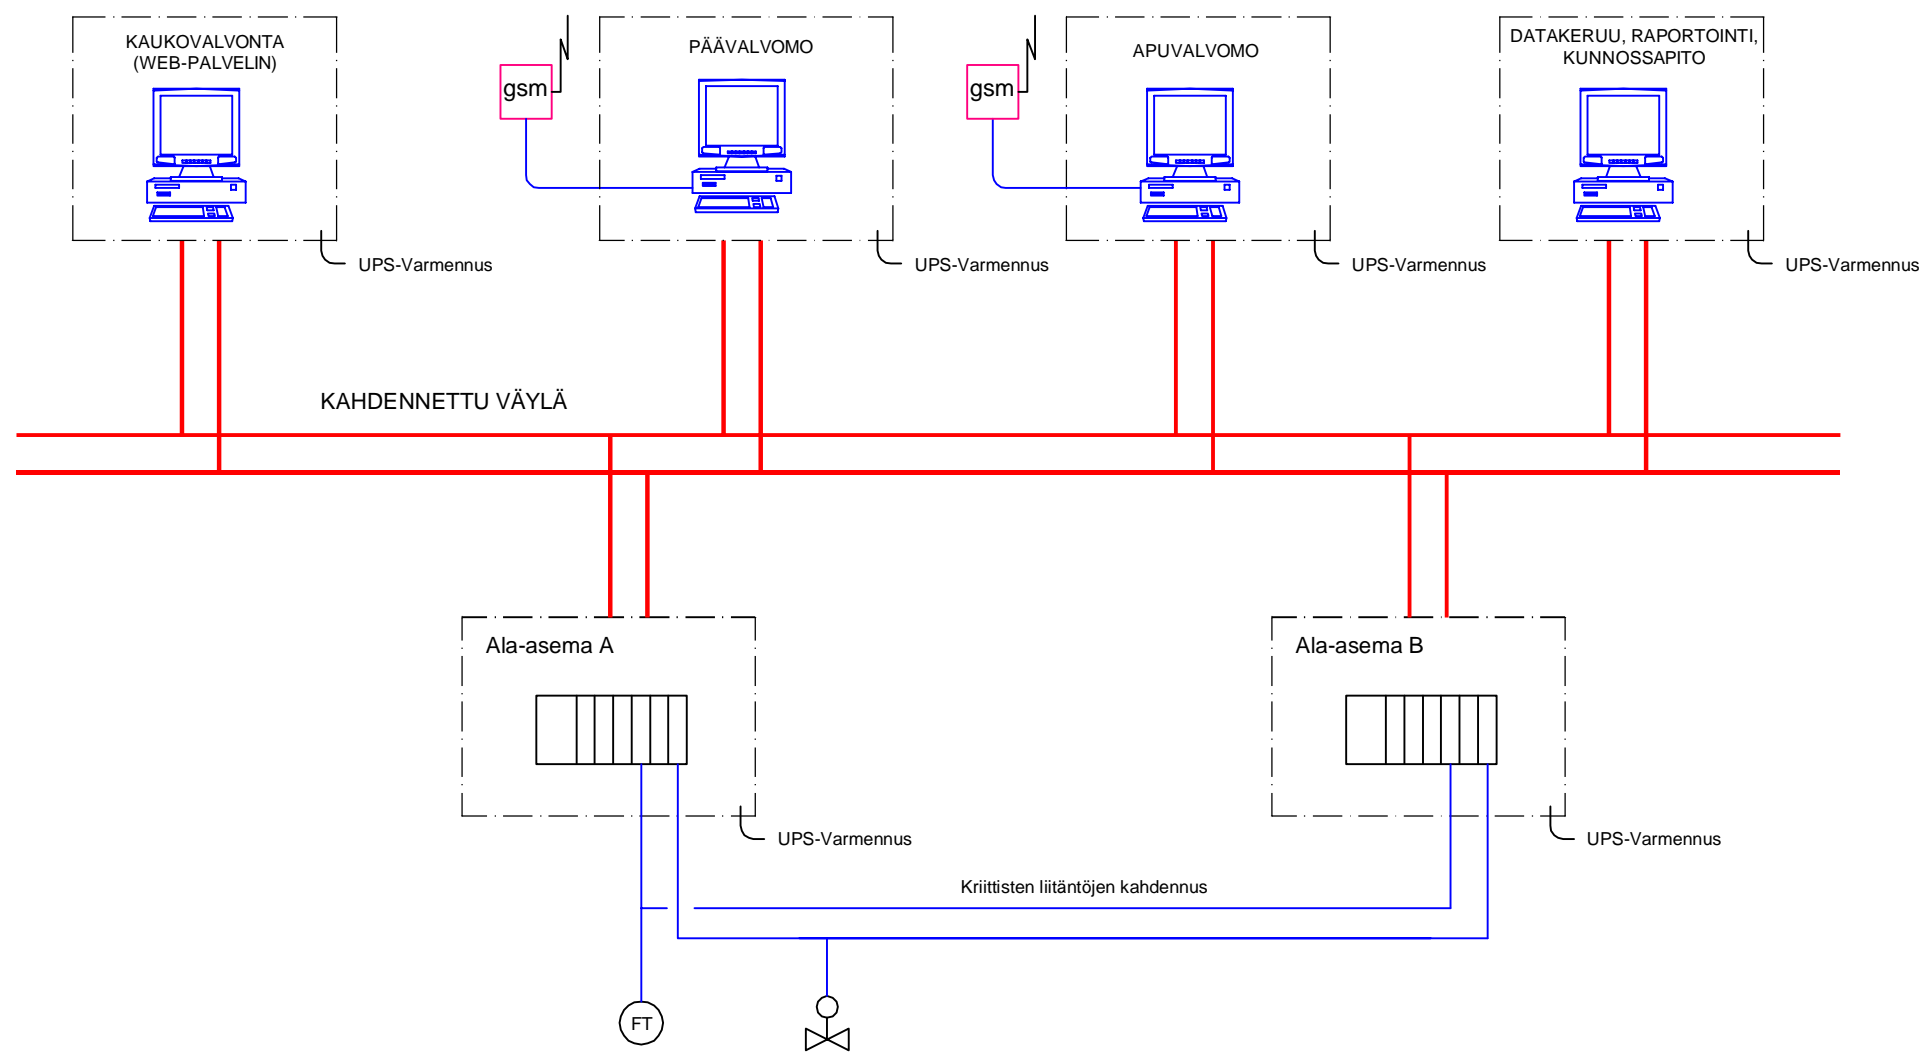 KAUKOVALVONTA
(WEB-PALVELIN)
gsm
PÄÄVALVOMO
gsm
APUVALVOMO
DATAKERUU, RAPORTOINTI,
KUNNOSSAPITO
UPS-Varmennus
UPS-Varmennus
UPS-Varmennus
UPS-Varmennus
KAHDENNETTU VÄYLÄ
Ala-asema A
Ala-asema B
UPS-Varmennus
UPS-Varmennus
Kriittisten liitäntöjen kahdennus
FT